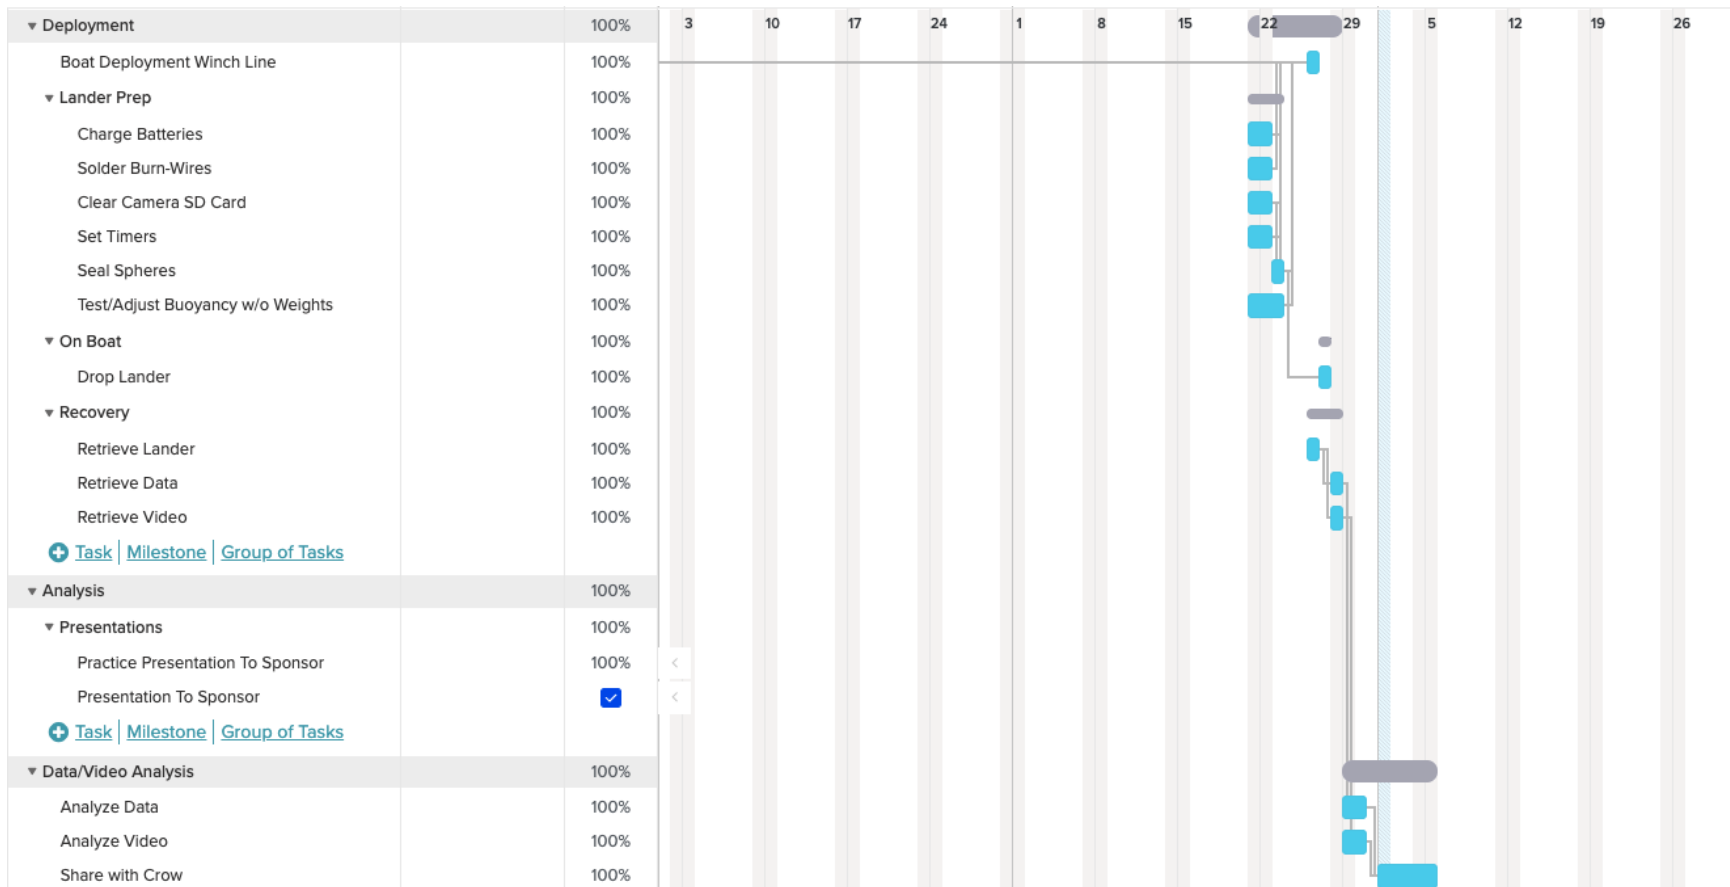 Deployment 100% 3 10 17 24 1 8 15 22 29 5 12 19 26
Boat Deployment Winch Line 100%
Lander Prep 100%
Charge Batteries 100%
Solder Burn-Wires 100%
Clear Camera SD Card 100%
Set Timers 100%
Seal Spheres 100%
Test/Adjust Buoyancy w/o Weights 100%
On Boat 100%
Drop Lander 100%
Recovery 100%
Retrieve Lander 100%
Retrieve Data 100%
Retrieve Video 100%
Task Milestone Group of Tasks
Analysis 100%
Presentations 100%
Practice Presentation To Sponsor 100%
Presentation To Sponsor
Task Milestone Group of Tasks
Data/Video Analysis 100%
Analyze Data 100%
Analyze Video 100%
Share with Crow 100%